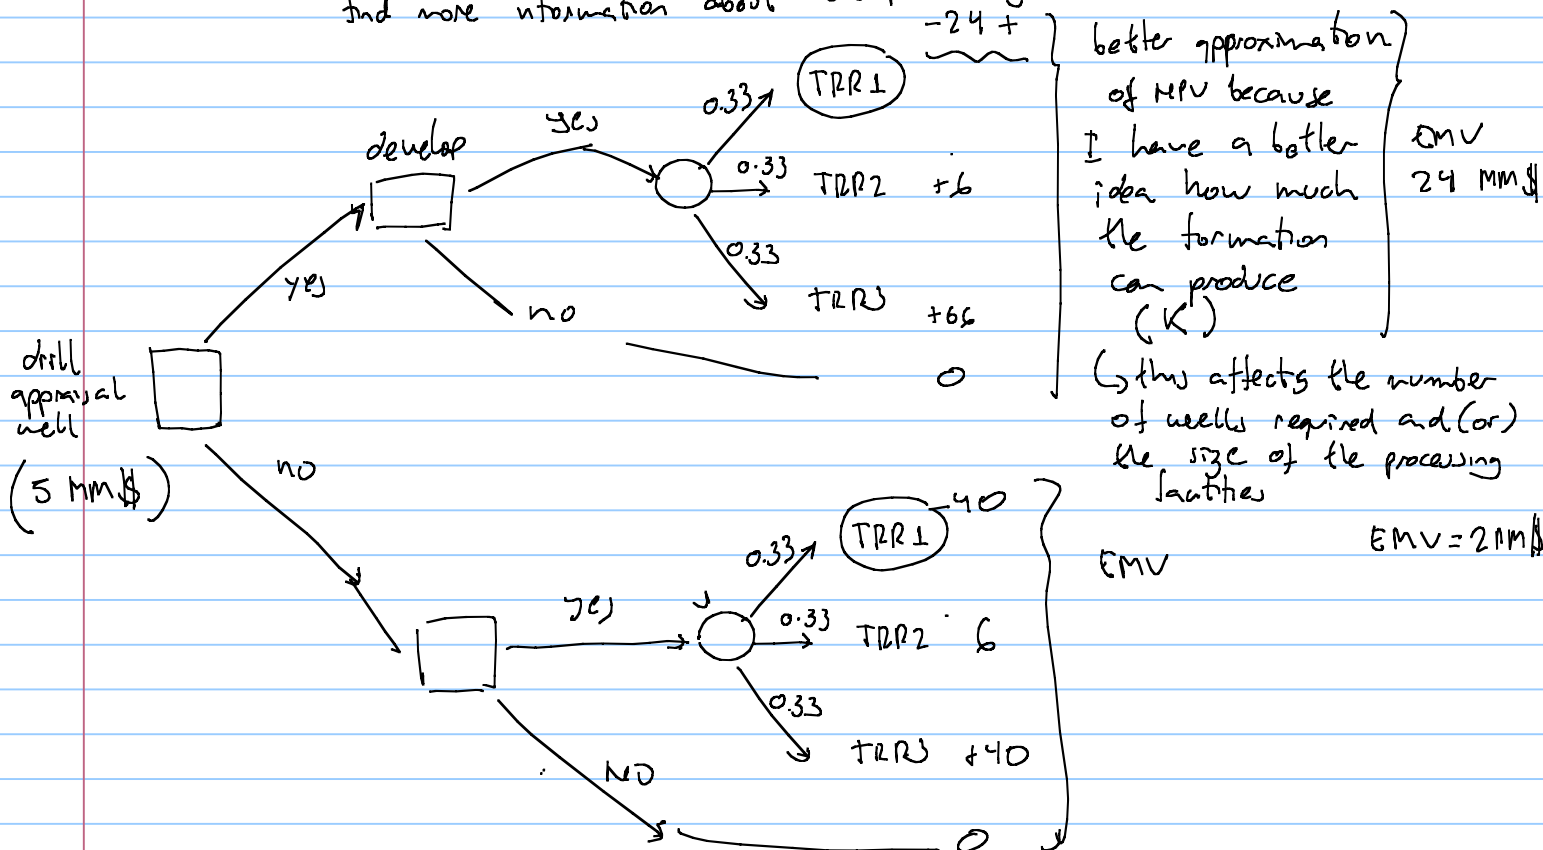 find more information about
-24 +
TRR1
0.33
yes
develop
0.33
TRR2 +6
0.33
TRR3
+66
yes
no
0
better approximation
of NPV because
I have a better
idea how much
the formation
can produce
(K)
EMV
24 MM$
↳ this affects the number
of wells required and (or)
the size of the processing
facilities
drill
appraisal
well
(5 MM$)
no
-40
TRR1
0.33
yes
0.33
TRR2 6
0.33
TRR3 +40
NO
0
EMV
EMV = 2MM$